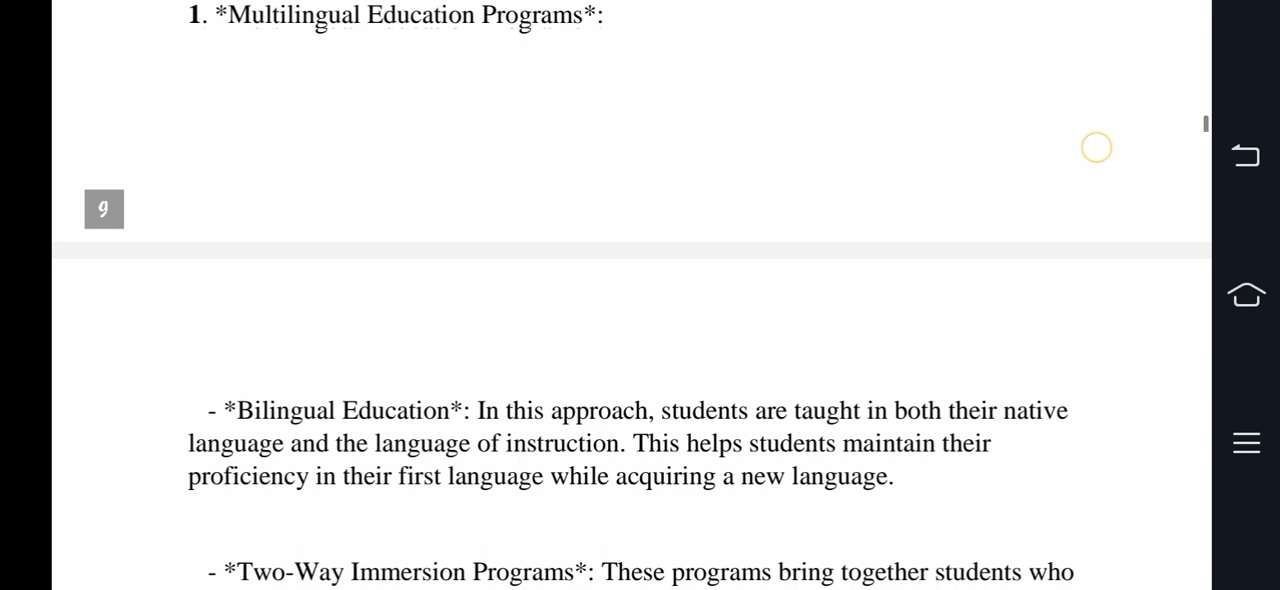 1. *Multilingual Education Programs*:
9
- *Bilingual Education*: In this approach, students are taught in both their native
language and the language of instruction. This helps students maintain their
proficiency in their first language while acquiring a new language.
- *Two-Way Immersion Programs*: These programs bring together students who